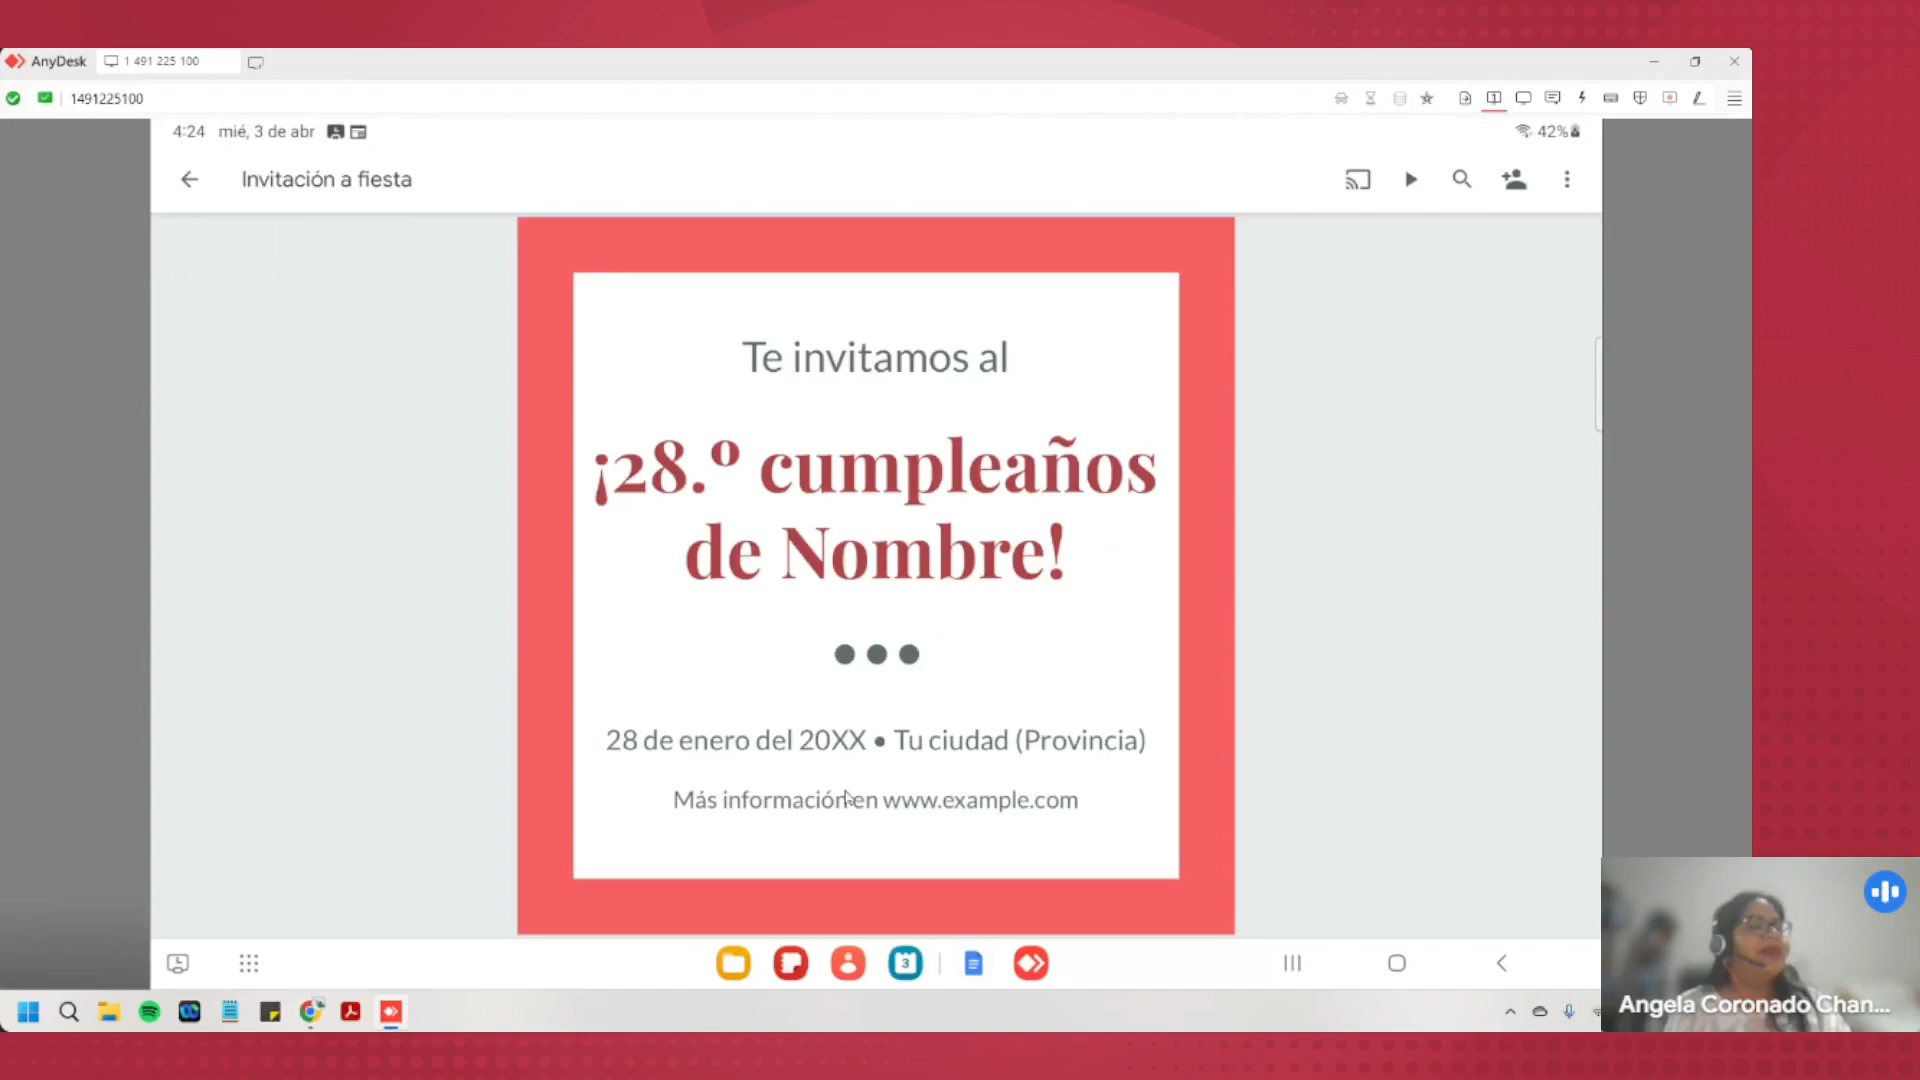 AnyDesk
1 491 225 100
1491225100
4:24 mié, 3 de abr
42%
Invitación a fiesta
Te invitamos al
¡28.º cumpleaños
de Nombre!
28 de enero del 20XX • Tu ciudad (Provincia)
Más información en www.example.com
3
Angela Coronado Chan...